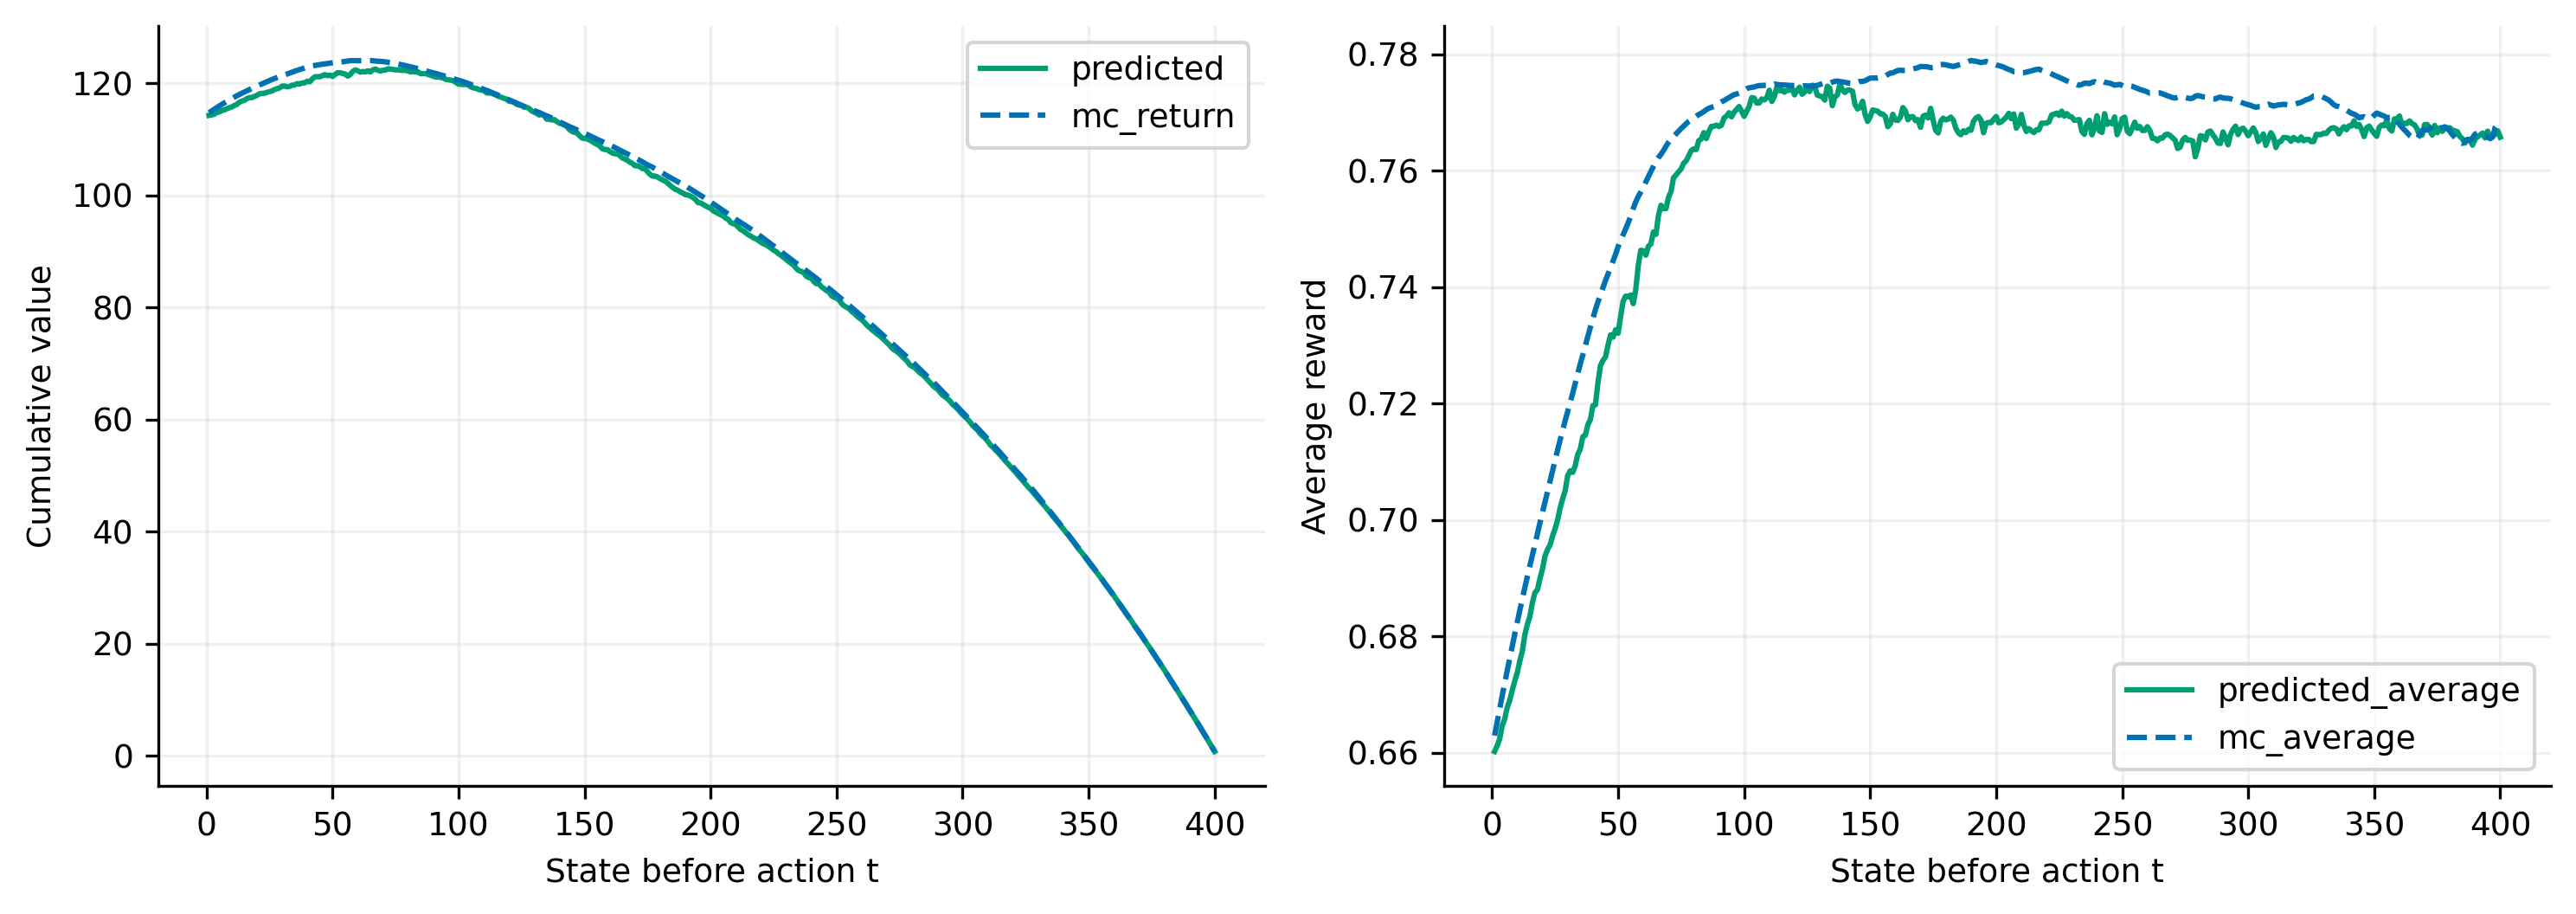 120
100
80
60
40
20
0
Cumulative value
0 50 100 150 200 250 300 350 400
State before action t
predicted
mc_return
0.78
0.76
0.74
0.72
0.70
0.68
0.66
Average reward
0 50 100 150 200 250 300 350 400
State before action t
predicted_average
mc_average